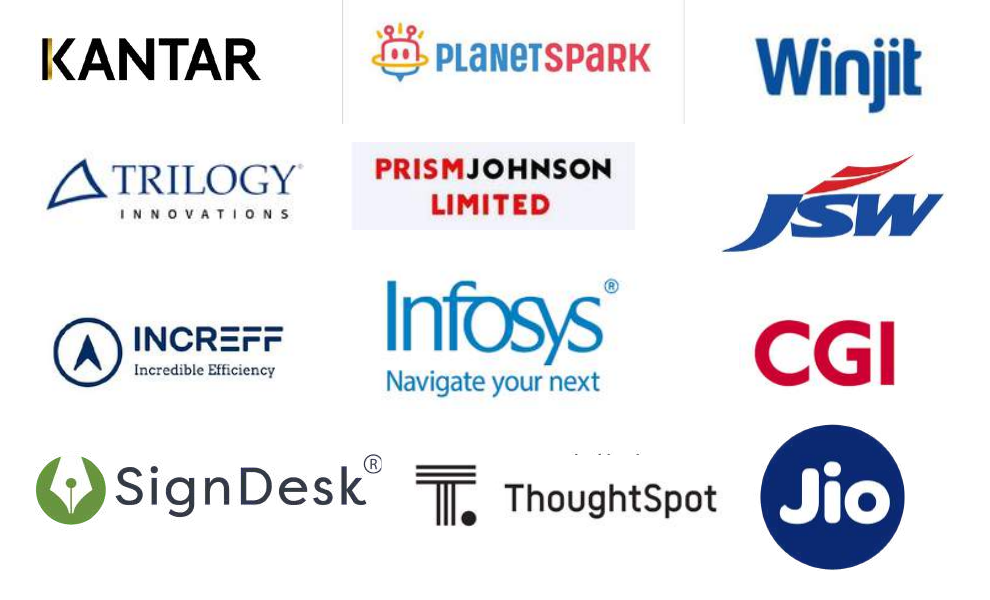 KANTAR
PLANETSPARK
Winjit
TRILOGY®
INNOVATIONS
PRISMJOHNSON
LIMITED
JSW
INCREFF
Incredible Efficiency
Infosys®
Navigate your next
CGI
SignDesk®
T.
ThoughtSpot
Jio